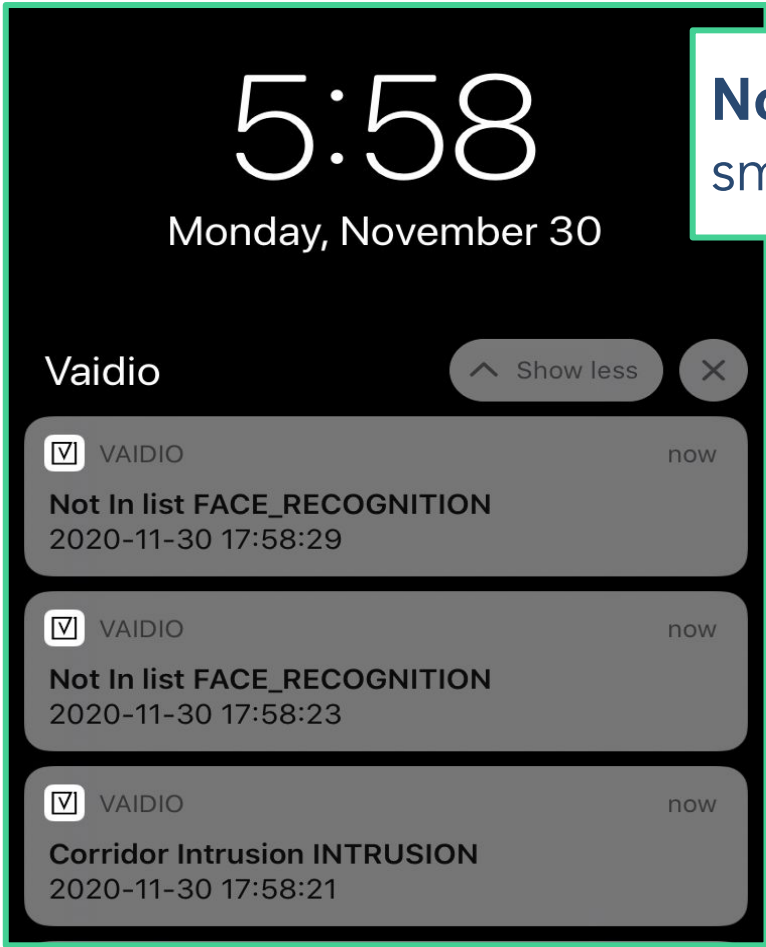 5:58
Monday, November 30
Vaidio
Show less
VAIDIO now
Not In list FACE_RECOGNITION
2020-11-30 17:58:29
VAIDIO now
Not In list FACE_RECOGNITION
2020-11-30 17:58:23
VAIDIO now
Corridor Intrusion INTRUSION
2020-11-30 17:58:21